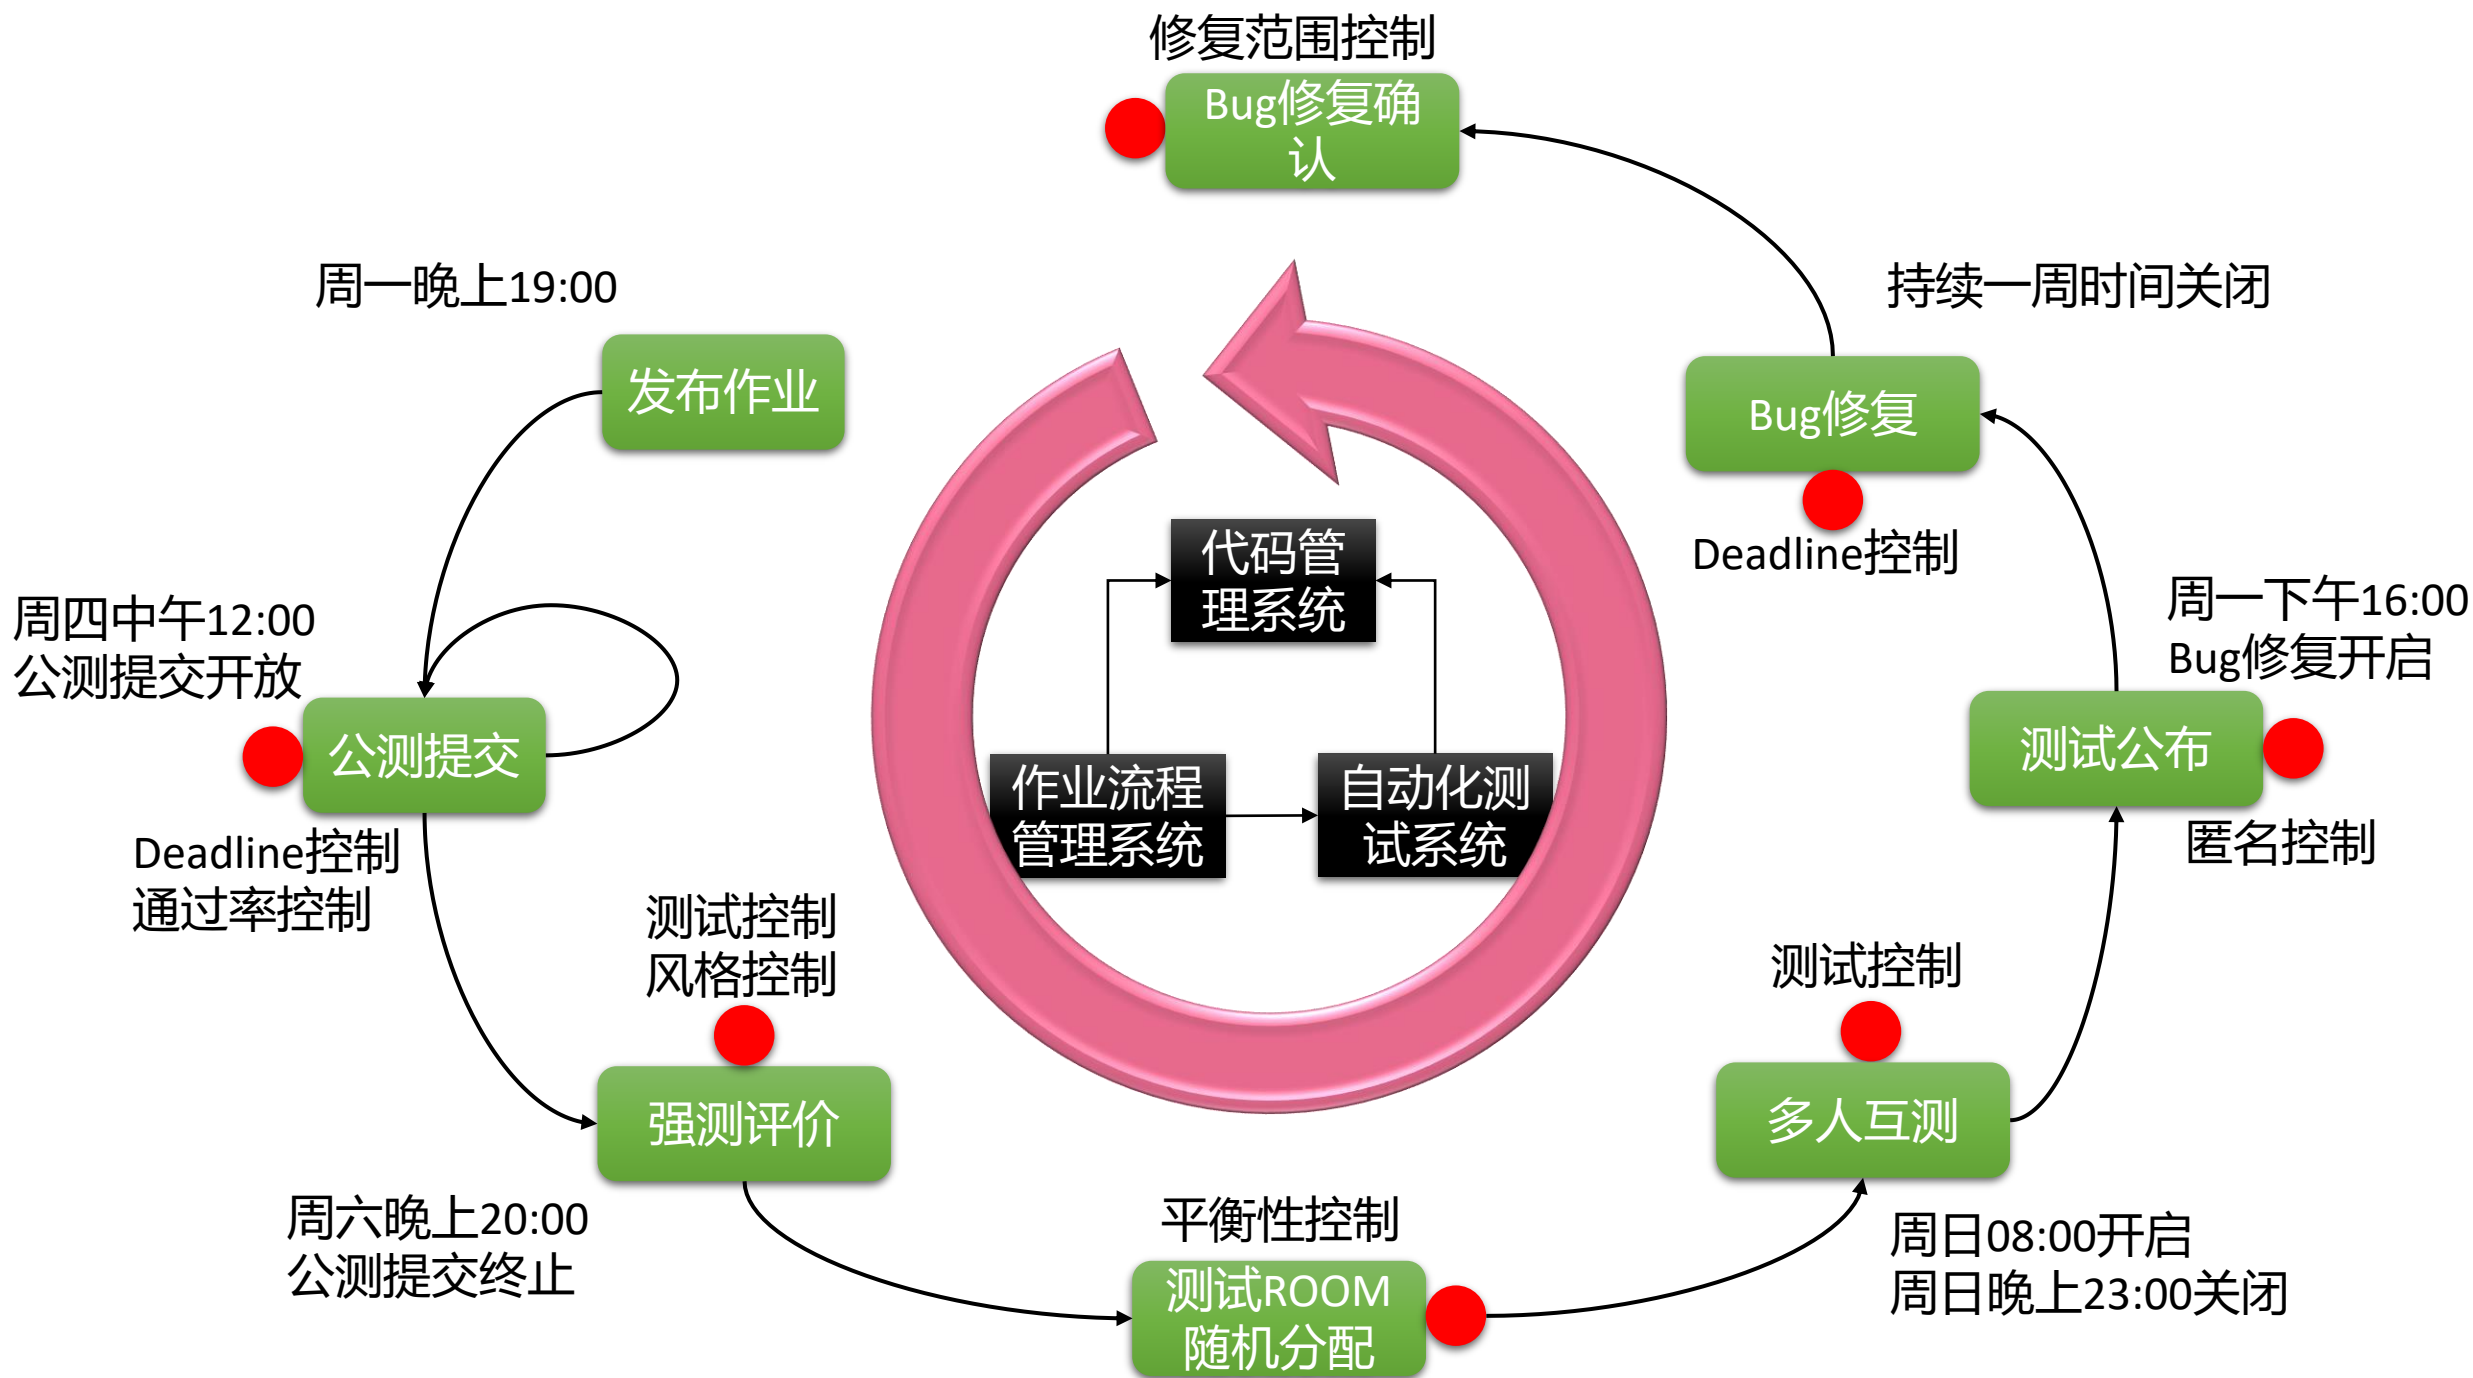 修复范围控制
Bug修复确
认
周一晚上19:00
发布作业
持续一周时间关闭
Bug修复
Deadline控制
周四中午12:00
公测提交开放
公测提交
Deadline控制
通过率控制
代码管
理系统
作业流程
管理系统
自动化测
试系统
周一下午16:00
Bug修复开启
测试公布
匿名控制
测试控制
风格控制
强测评价
周六晚上20:00
公测提交终止
平衡性控制
测试ROOM
随机分配
测试控制
多人互测
周日08:00开启
周日晚上23:00关闭